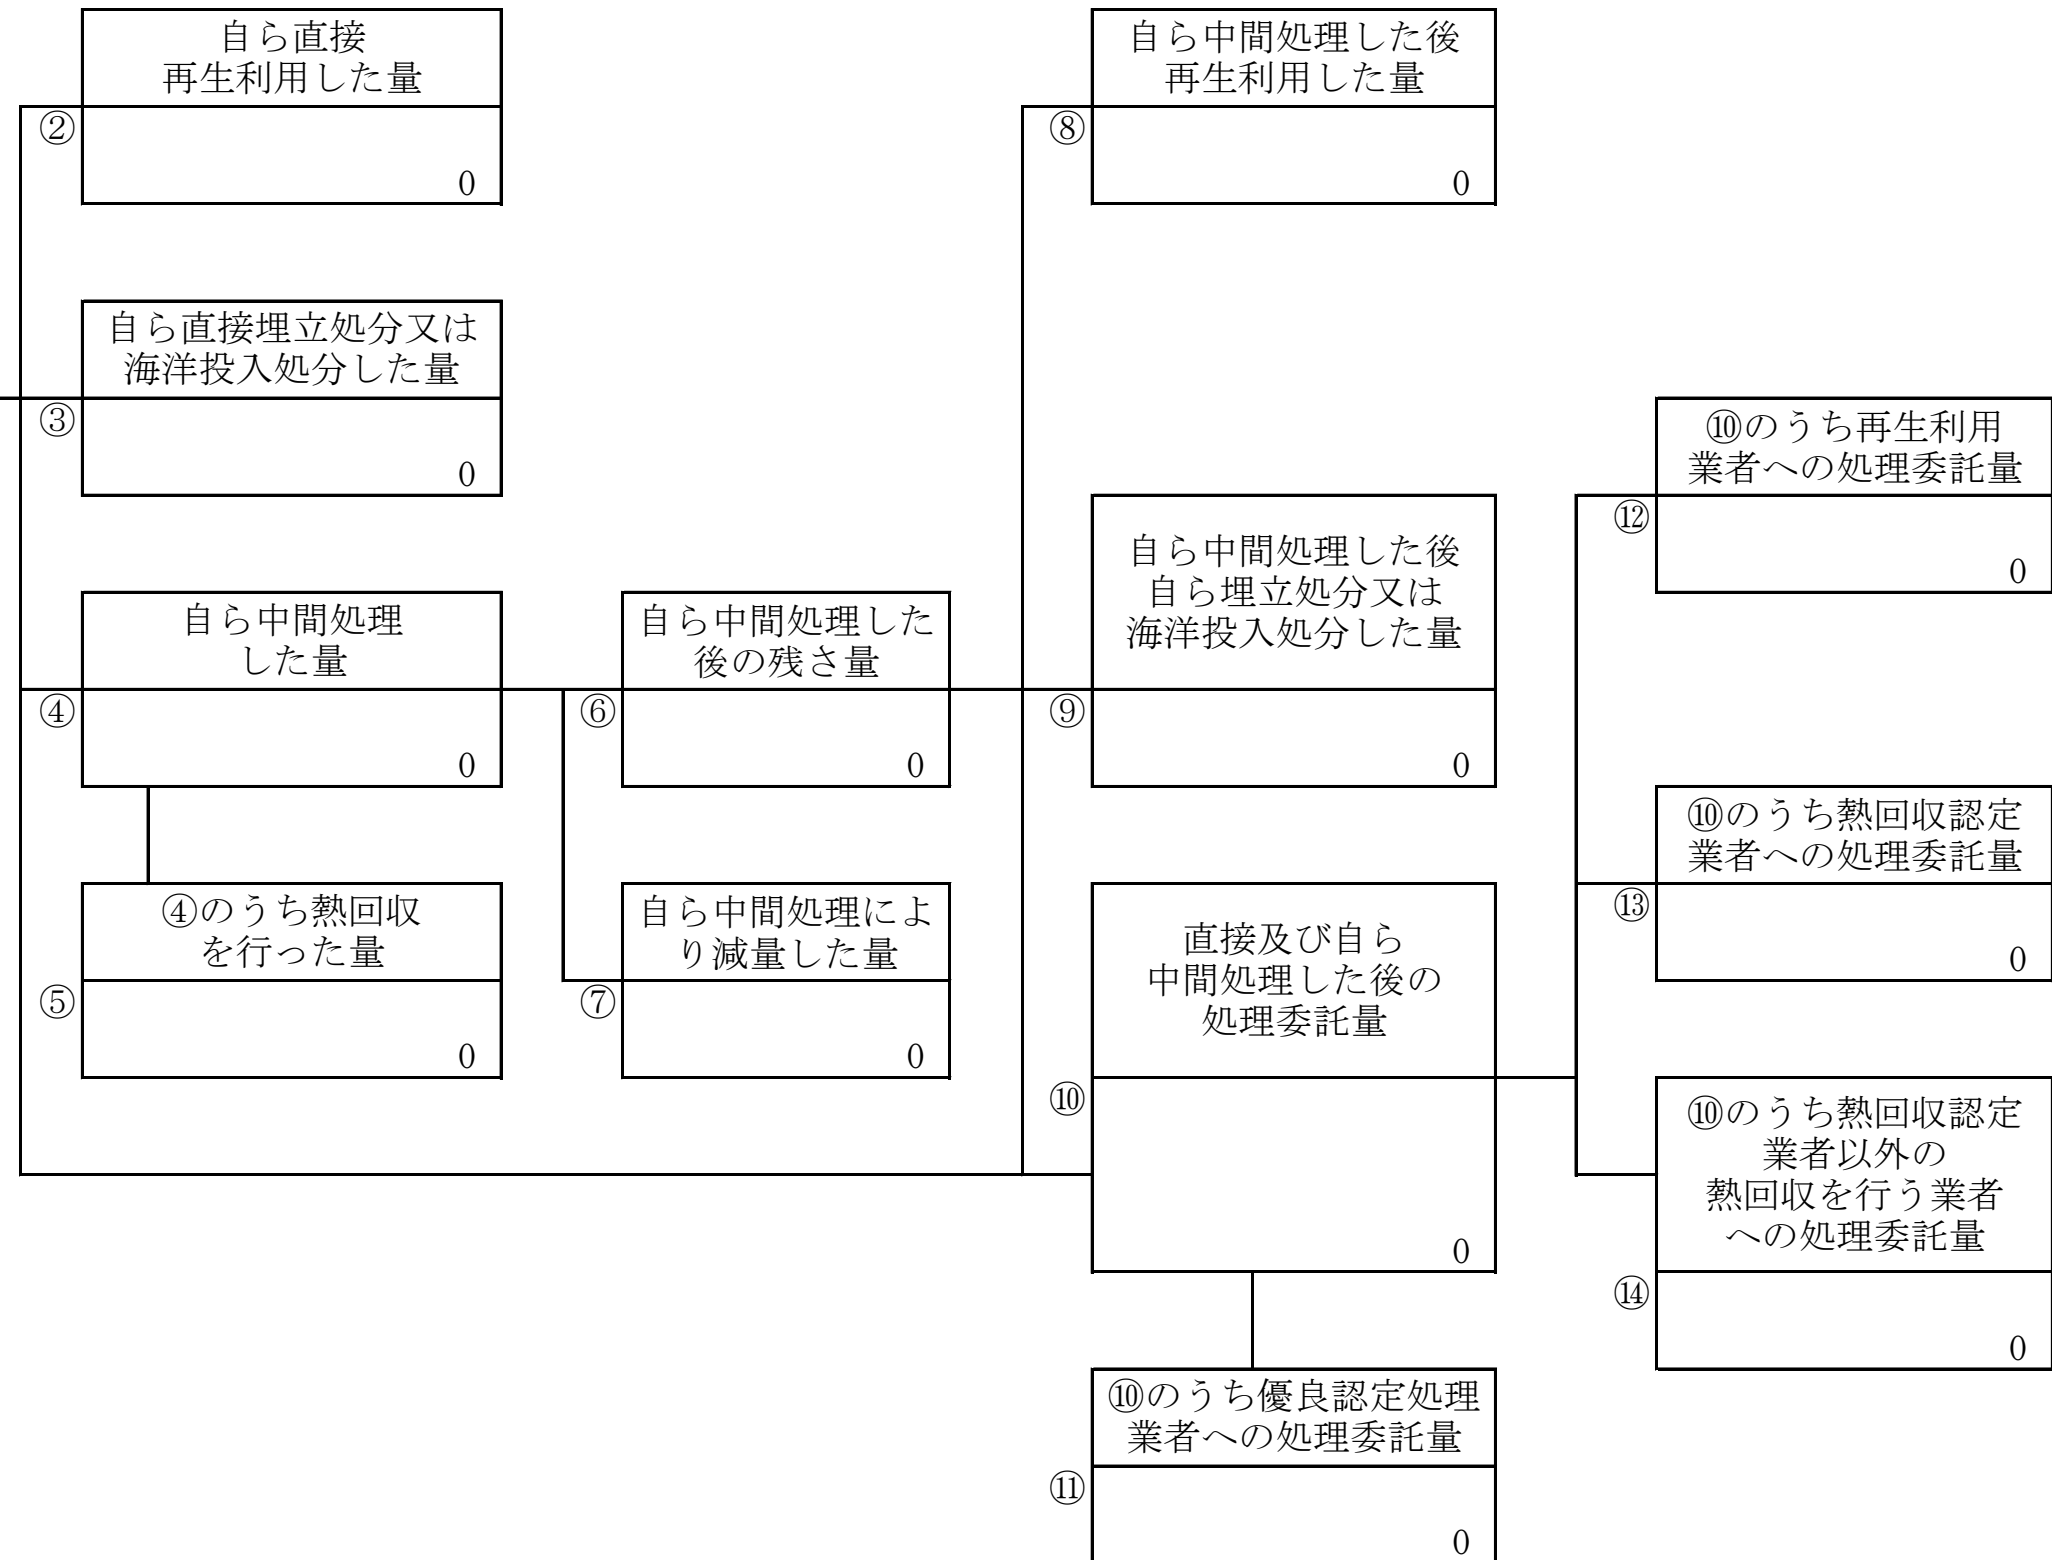 自ら直接
再生利用した量
②
0
自ら中間処理した後
再生利用した量
⑧
0
自ら直接埋立処分又は
海洋投入処分した量
③
0
⑩のうち再生利用
業者への処理委託量
⑫
0
自ら中間処理
した量
④
0
自ら中間処理した
後の残さ量
⑥
0
自ら中間処理した後
自ら埋立処分又は
海洋投入処分した量
⑨
0
⑩のうち熱回収認定
業者への処理委託量
⑬
0
④のうち熱回収
を行った量
⑤
0
自ら中間処理によ
り減量した量
⑦
0
直接及び自ら
中間処理した後の
処理委託量
⑩
0
⑩のうち熱回収認定
業者以外の
熱回収を行う業者
への処理委託量
⑭
0
⑩のうち優良認定処理
業者への処理委託量
⑪
0